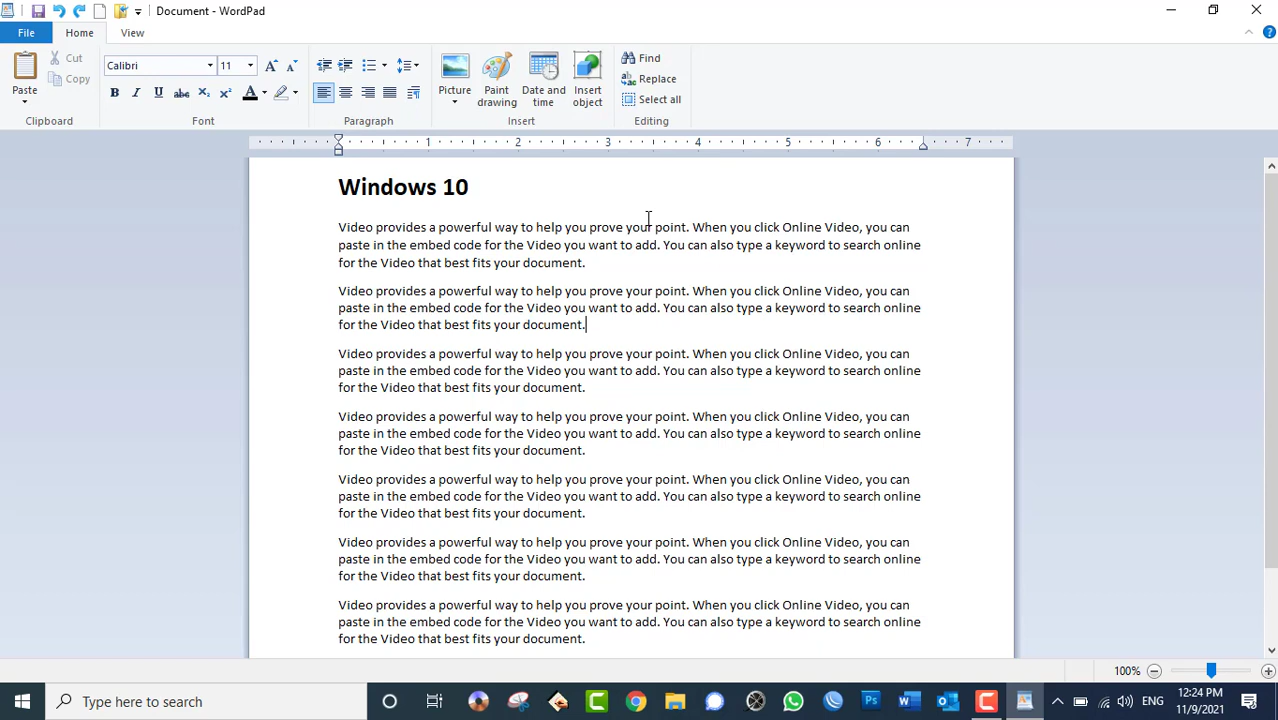 Document - WordPad
File Home View
Cut
Copy
Paste
Clipboard
Calibri 11
Font
Paragraph
Picture
Paint drawing
Date and time
Insert object
Insert
Find
Replace
Select all
Editing
1 2 3 4 5 6 7
Windows 10
Video provides a powerful way to help you prove your point. When you click Online Video, you can
paste in the embed code for the Video you want to add. You can also type a keyword to search online
for the Video that best fits your document.
Video provides a powerful way to help you prove your point. When you click Online Video, you can
paste in the embed code for the Video you want to add. You can also type a keyword to search online
for the Video that best fits your document.
Video provides a powerful way to help you prove your point. When you click Online Video, you can
paste in the embed code for the Video you want to add. You can also type a keyword to search online
for the Video that best fits your document.
Video provides a powerful way to help you prove your point. When you click Online Video, you can
paste in the embed code for the Video you want to add. You can also type a keyword to search online
for the Video that best fits your document.
Video provides a powerful way to help you prove your point. When you click Online Video, you can
paste in the embed code for the Video you want to add. You can also type a keyword to search online
for the Video that best fits your document.
Video provides a powerful way to help you prove your point. When you click Online Video, you can
paste in the embed code for the Video you want to add. You can also type a keyword to search online
for the Video that best fits your document.
Video provides a powerful way to help you prove your point. When you click Online Video, you can
paste in the embed code for the Video you want to add. You can also type a keyword to search online
for the Video that best fits your document.
100%
Type here to search
ENG
12:24 PM
11/9/2021